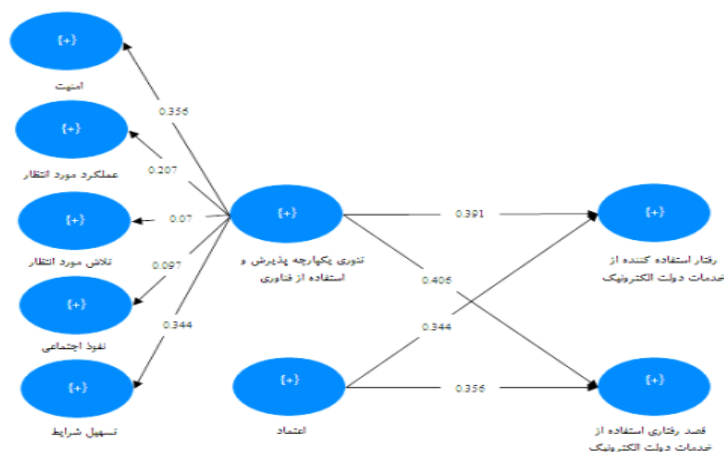 {+}
امنیت
0.356
{+}
عملکرد مورد انتظار
0.207
{+}
تلاش مورد انتظار
0.07
{+}
نفوذ اجتماعی
0.097
{+}
تسهیل شرایط
0.344
{+}
تئوری یکپارچه پذیرش و
استفاده از فناوری
{+}
اعتماد
0.391
0.406
0.344
0.356
{+}
رفتار استفاده کننده از
خدمات دولت الکترونیک
{+}
قصد رفتاری استفاده از
خدمات دولت الکترونیک